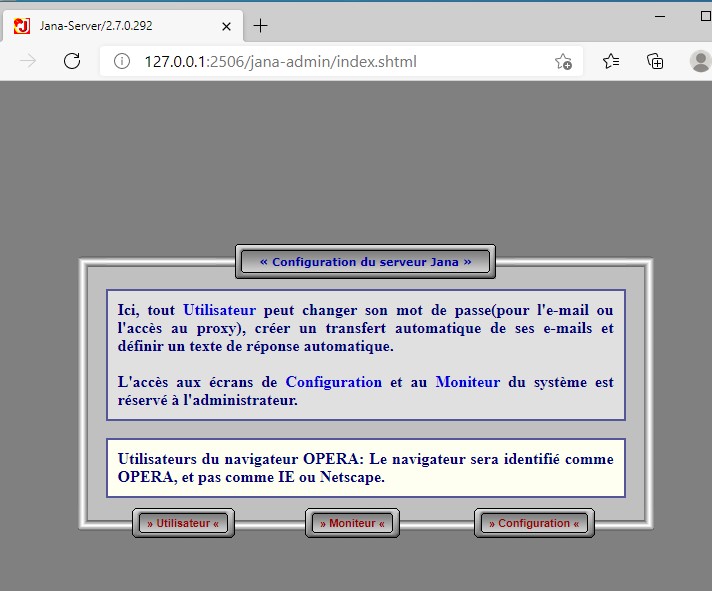 Jana-Server/2.7.0.292
127.0.0.1:2506/jana-admin/index.shtml
« Configuration du serveur Jana »
Ici, tout Utilisateur peut changer son mot de passe(pour l'e-mail ou
l'accès au proxy), créer un transfert automatique de ses e-mails et
définir un texte de réponse automatique.
L'accès aux écrans de Configuration et au Moniteur du système est
réservé à l'administrateur.
Utilisateurs du navigateur OPERA: Le navigateur sera identifié comme
OPERA, et pas comme IE ou Netscape.
» Utilisateur « » Moniteur « » Configuration «